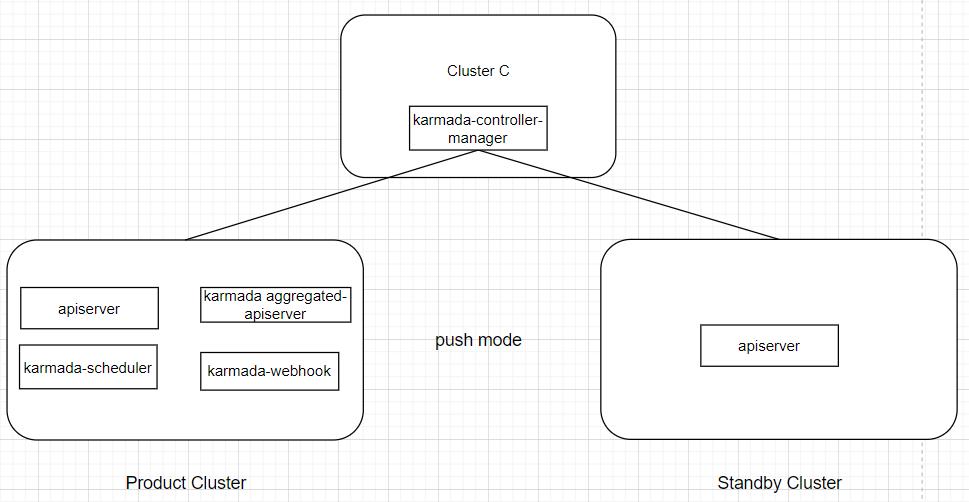 Cluster C
karmada-controller-
manager
apiserver
karmada aggregated-
apiserver
karmada-scheduler
karmada-webhook
push mode
apiserver
Product Cluster
Standby Cluster